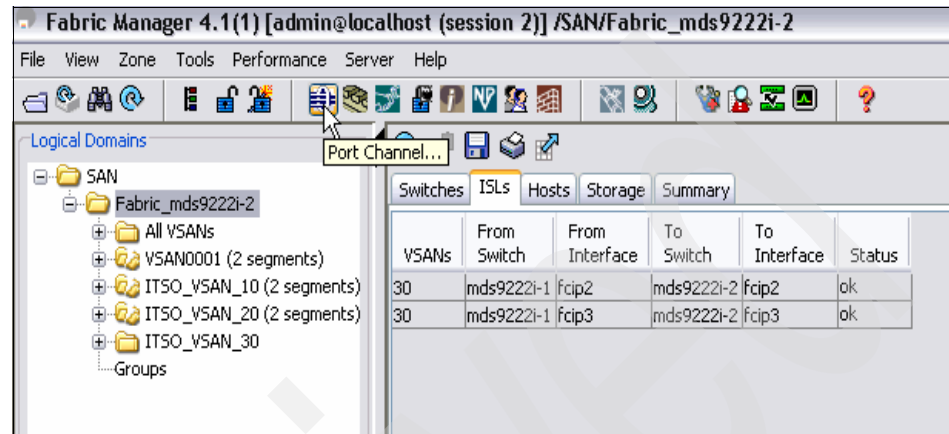 Fabric Manager 4.1(1) [admin@localhost (session 2)] /SAN/Fabric_mds9222i-2
File View Zone Tools Performance Server Help
Port Channel...
Logical Domains
SAN
Fabric_mds9222i-2
All VSANs
VSAN0001 (2 segments)
ITSO_VSAN_10 (2 segments)
ITSO_VSAN_20 (2 segments)
ITSO_VSAN_30
Groups
Switches ISLs Hosts Storage Summary
VSANs From Switch From Interface To Switch To Interface Status
30 mds9222i-1 fcip2 mds9222i-2 fcip2 ok
30 mds9222i-1 fcip3 mds9222i-2 fcip3 ok